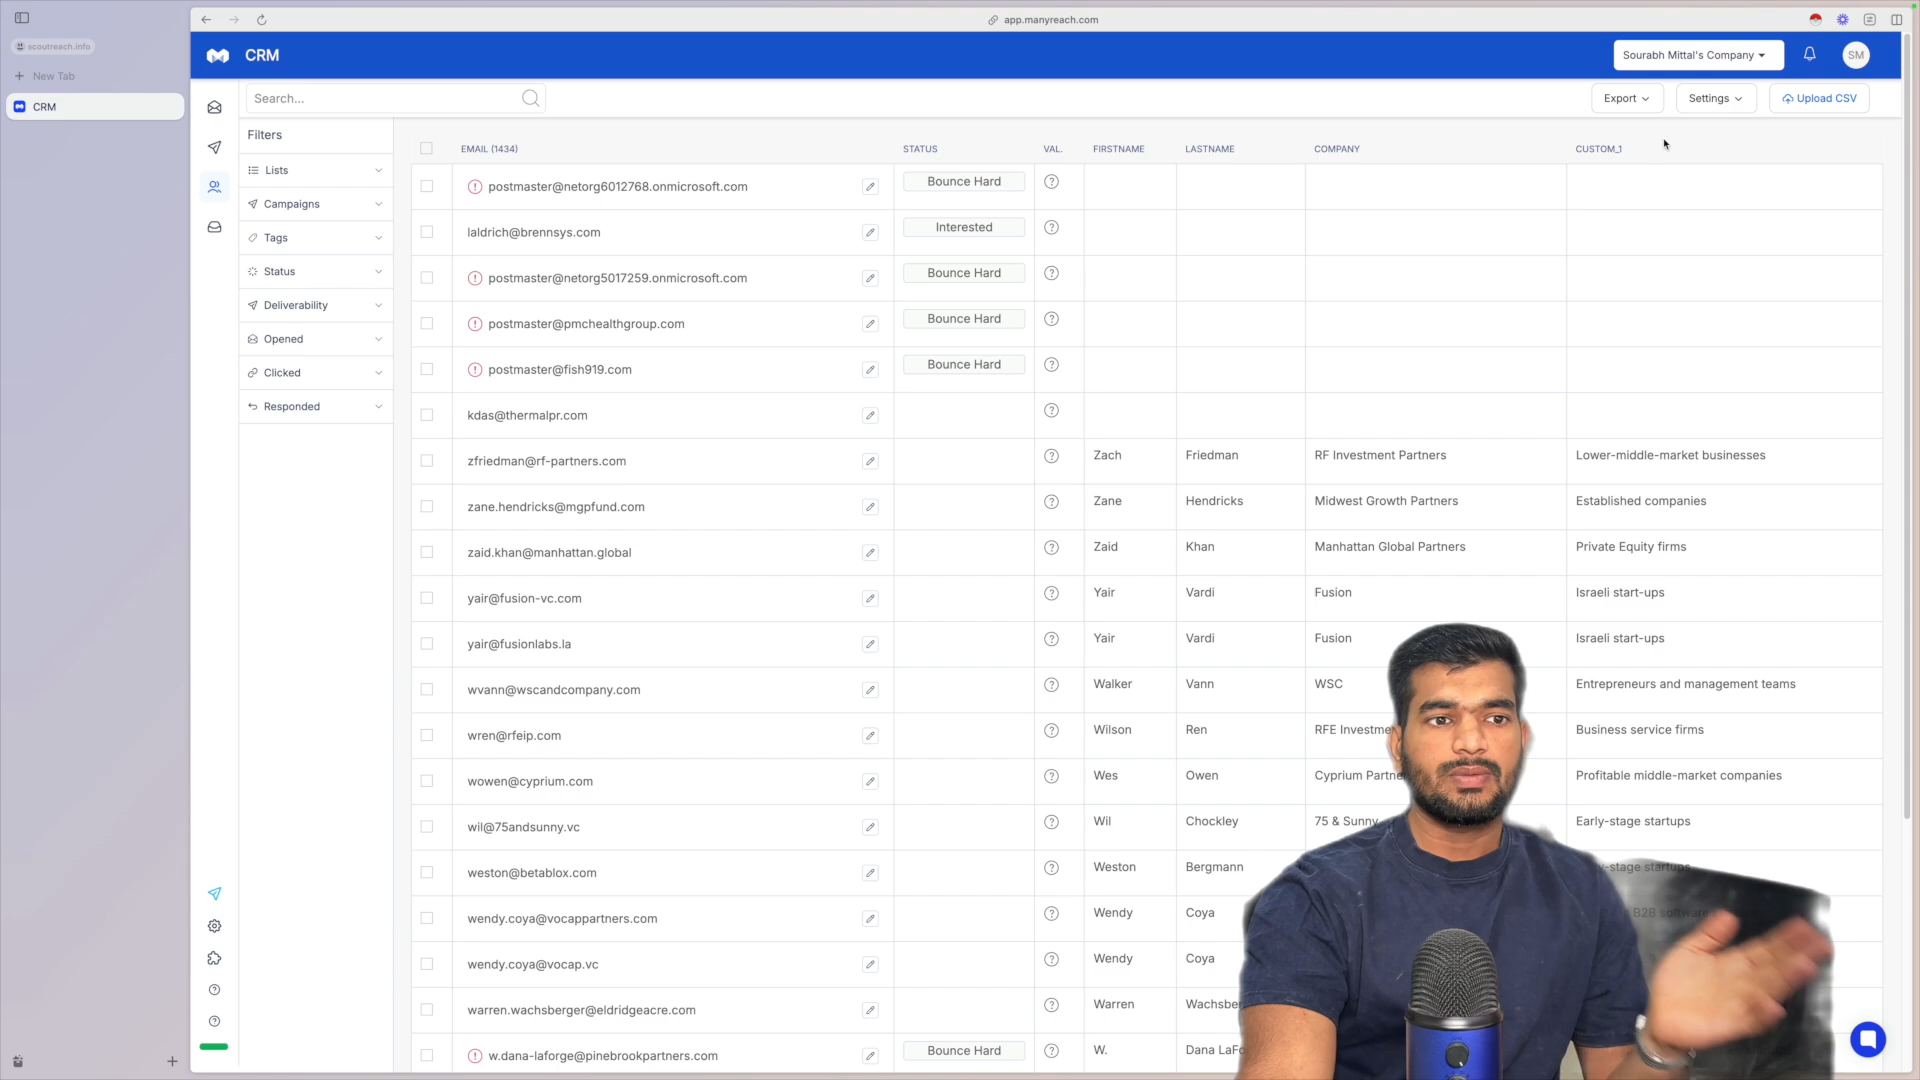 scoutreach.info
New Tab
CRM
app.manyreach.com
CRM
Sourabh Mittal's Company
SM
Search...
Export
Settings
Upload CSV
Filters
Lists
Campaigns
Tags
Status
Deliverability
Opened
Clicked
Responded
EMAIL (1434) STATUS VAL. FIRSTNAME LASTNAME COMPANY CUSTOM_1
postmaster@netorg6012768.onmicrosoft.com Bounce Hard
laldrich@brennsys.com Interested
postmaster@netorg5017259.onmicrosoft.com Bounce Hard
postmaster@pmchealthgroup.com Bounce Hard
postmaster@fish919.com Bounce Hard
kdas@thermalpr.com
zfriedman@rf-partners.com Zach Friedman RF Investment Partners Lower-middle-market businesses
zane.hendricks@mgpfund.com Zane Hendricks Midwest Growth Partners Established companies
zaid.khan@manhattan.global Zaid Khan Manhattan Global Partners Private Equity firms
yair@fusion-vc.com Yair Vardi Fusion Israeli start-ups
yair@fusionlabs.la Yair Vardi Fusion Israeli start-ups
wvann@wscandcompany.com Walker Vann WSC Entrepreneurs and management teams
wren@rfeip.com Wilson Ren RFE Business service firms
wowen@cyprium.com Wes Owen Cyprium Profitable middle-market companies
wil@75andsunny.vc Wil Chockley 75 & Sunny Early-stage startups
weston@betablox.com Weston Bergmann startups
wendy.coya@vocappartners.com Wendy Coya B2B software
wendy.coya@vocap.vc Wendy Coya
warren.wachsberger@eldridgeacre.com Warren
w.dana-laforge@pinebrookpartners.com Bounce Hard W. Dana